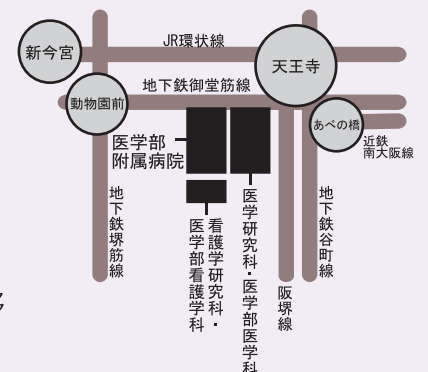 新今宮
JR環状線
天王寺
動物園前
地下鉄御堂筋線
あべの橋
近鉄
南大阪線
医学部
附属病院
地下鉄堺筋線
看護学研究科・
医学部看護学科
医学研究科・医学部医学科
阪堺線
地下鉄谷町線